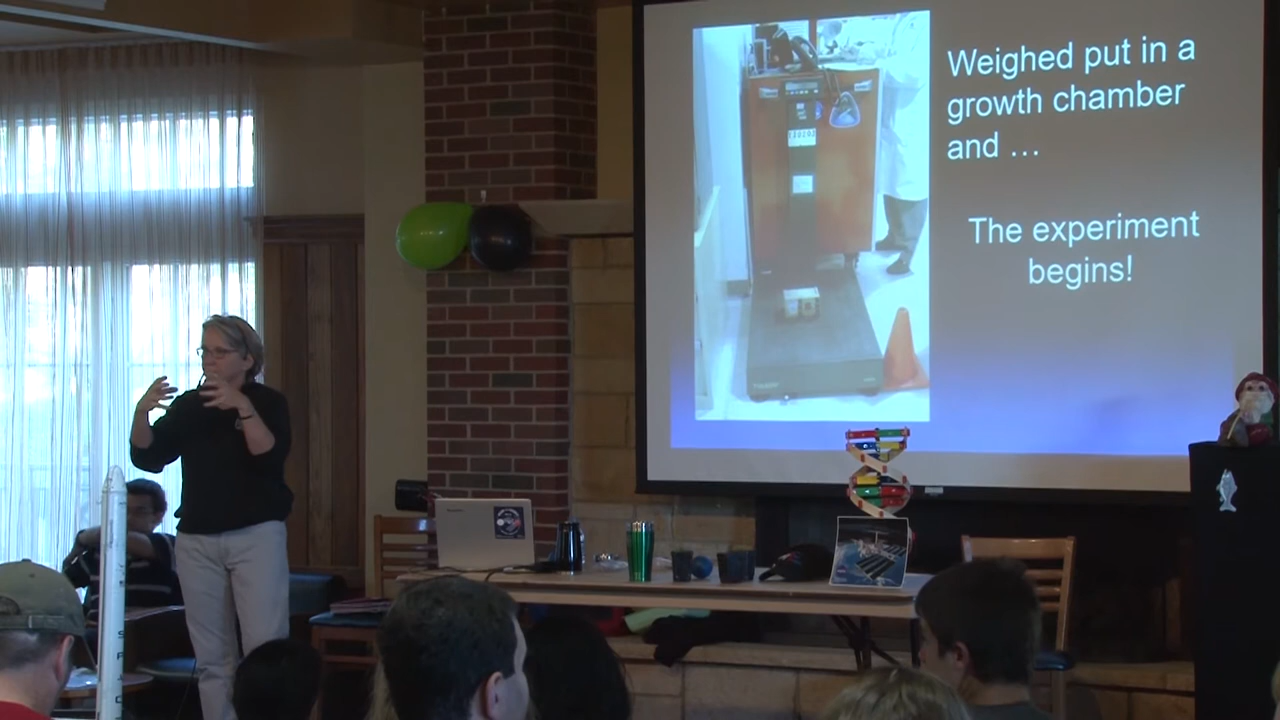 Weighed put in a
growth chamber
and …
The experiment
begins!
S P A C